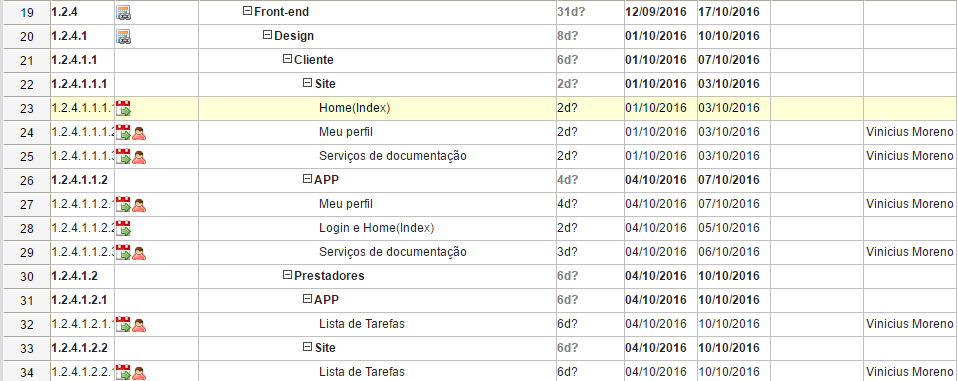 19 1.2.4 Front-end 31d? 12/09/2016 17/10/2016
20 1.2.4.1 Design 8d? 01/10/2016 10/10/2016
21 1.2.4.1.1 Cliente 6d? 01/10/2016 07/10/2016
22 1.2.4.1.1.1 Site 2d? 01/10/2016 03/10/2016
23 1.2.4.1.1.1. Home(Index) 2d? 01/10/2016 03/10/2016
24 1.2.4.1.1.1.2 Meu perfil 2d? 01/10/2016 03/10/2016 Vinicius Moreno
25 1.2.4.1.1.1.3 Serviços de documentação 2d? 01/10/2016 03/10/2016 Vinicius Moreno
26 1.2.4.1.1.2 APP 4d? 04/10/2016 07/10/2016
27 1.2.4.1.1.2. Meu perfil 4d? 04/10/2016 07/10/2016 Vinicius Moreno
28 1.2.4.1.1.2.2 Login e Home(Index) 2d? 04/10/2016 05/10/2016
29 1.2.4.1.1.2.3 Serviços de documentação 3d? 04/10/2016 06/10/2016 Vinicius Moreno
30 1.2.4.1.2 Prestadores 6d? 04/10/2016 10/10/2016
31 1.2.4.1.2.1 APP 6d? 04/10/2016 10/10/2016
32 1.2.4.1.2.1. Lista de Tarefas 6d? 04/10/2016 10/10/2016 Vinicius Moreno
33 1.2.4.1.2.2 Site 6d? 04/10/2016 10/10/2016
34 1.2.4.1.2.2. Lista de Tarefas 6d? 04/10/2016 10/10/2016 Vinicius Moreno